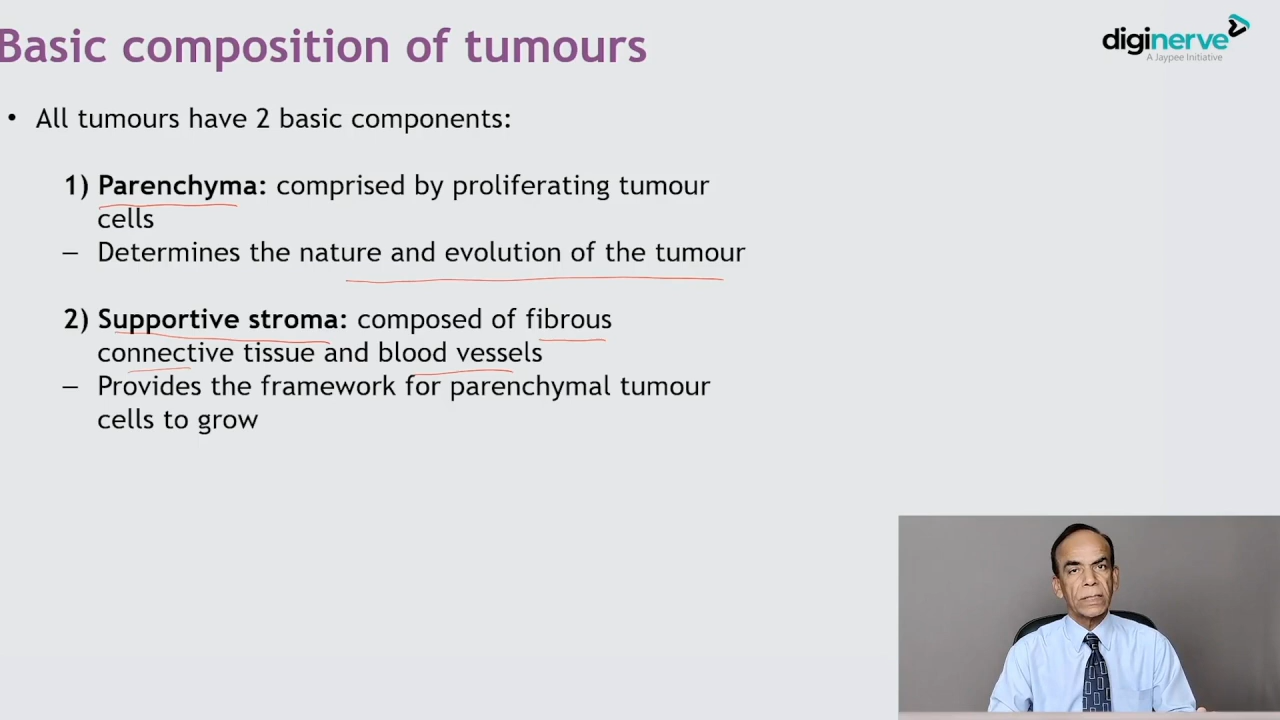 Basic composition of tumours
diginerve
A Jaypee Initiative
• All tumours have 2 basic components:
1) Parenchyma: comprised by proliferating tumour
cells
– Determines the nature and evolution of the tumour
2) Supportive stroma: composed of fibrous
connective tissue and blood vessels
– Provides the framework for parenchymal tumour
cells to grow